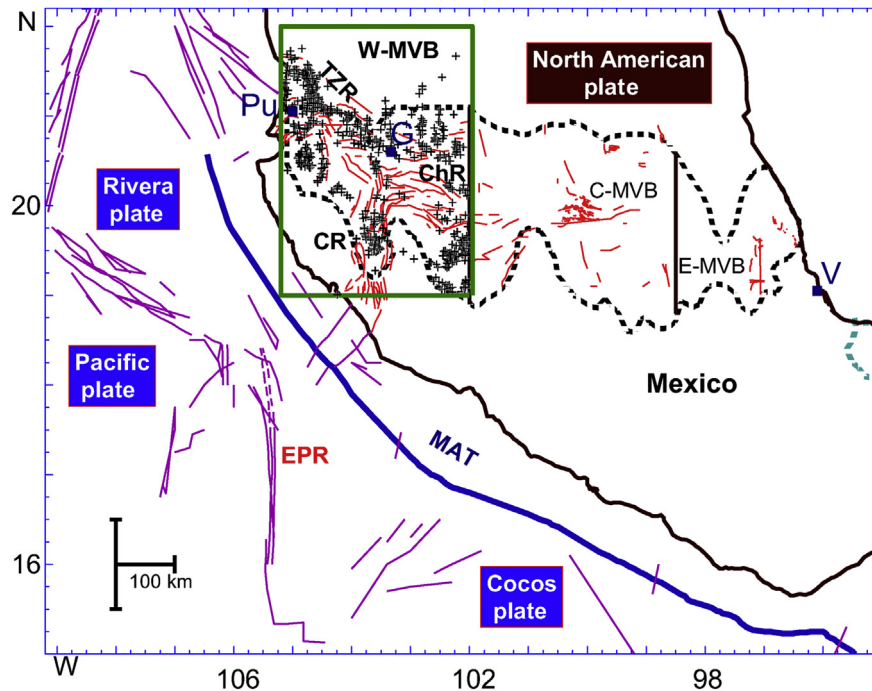 N
W-MVB
North American
plate
TZR
Pu
G
ChR
Rivera
plate
20
C-MVB
CR
E-MVB
V
Pacific
plate
Mexico
EPR
MAT
16
100 km
Cocos
plate
W
106
102
98